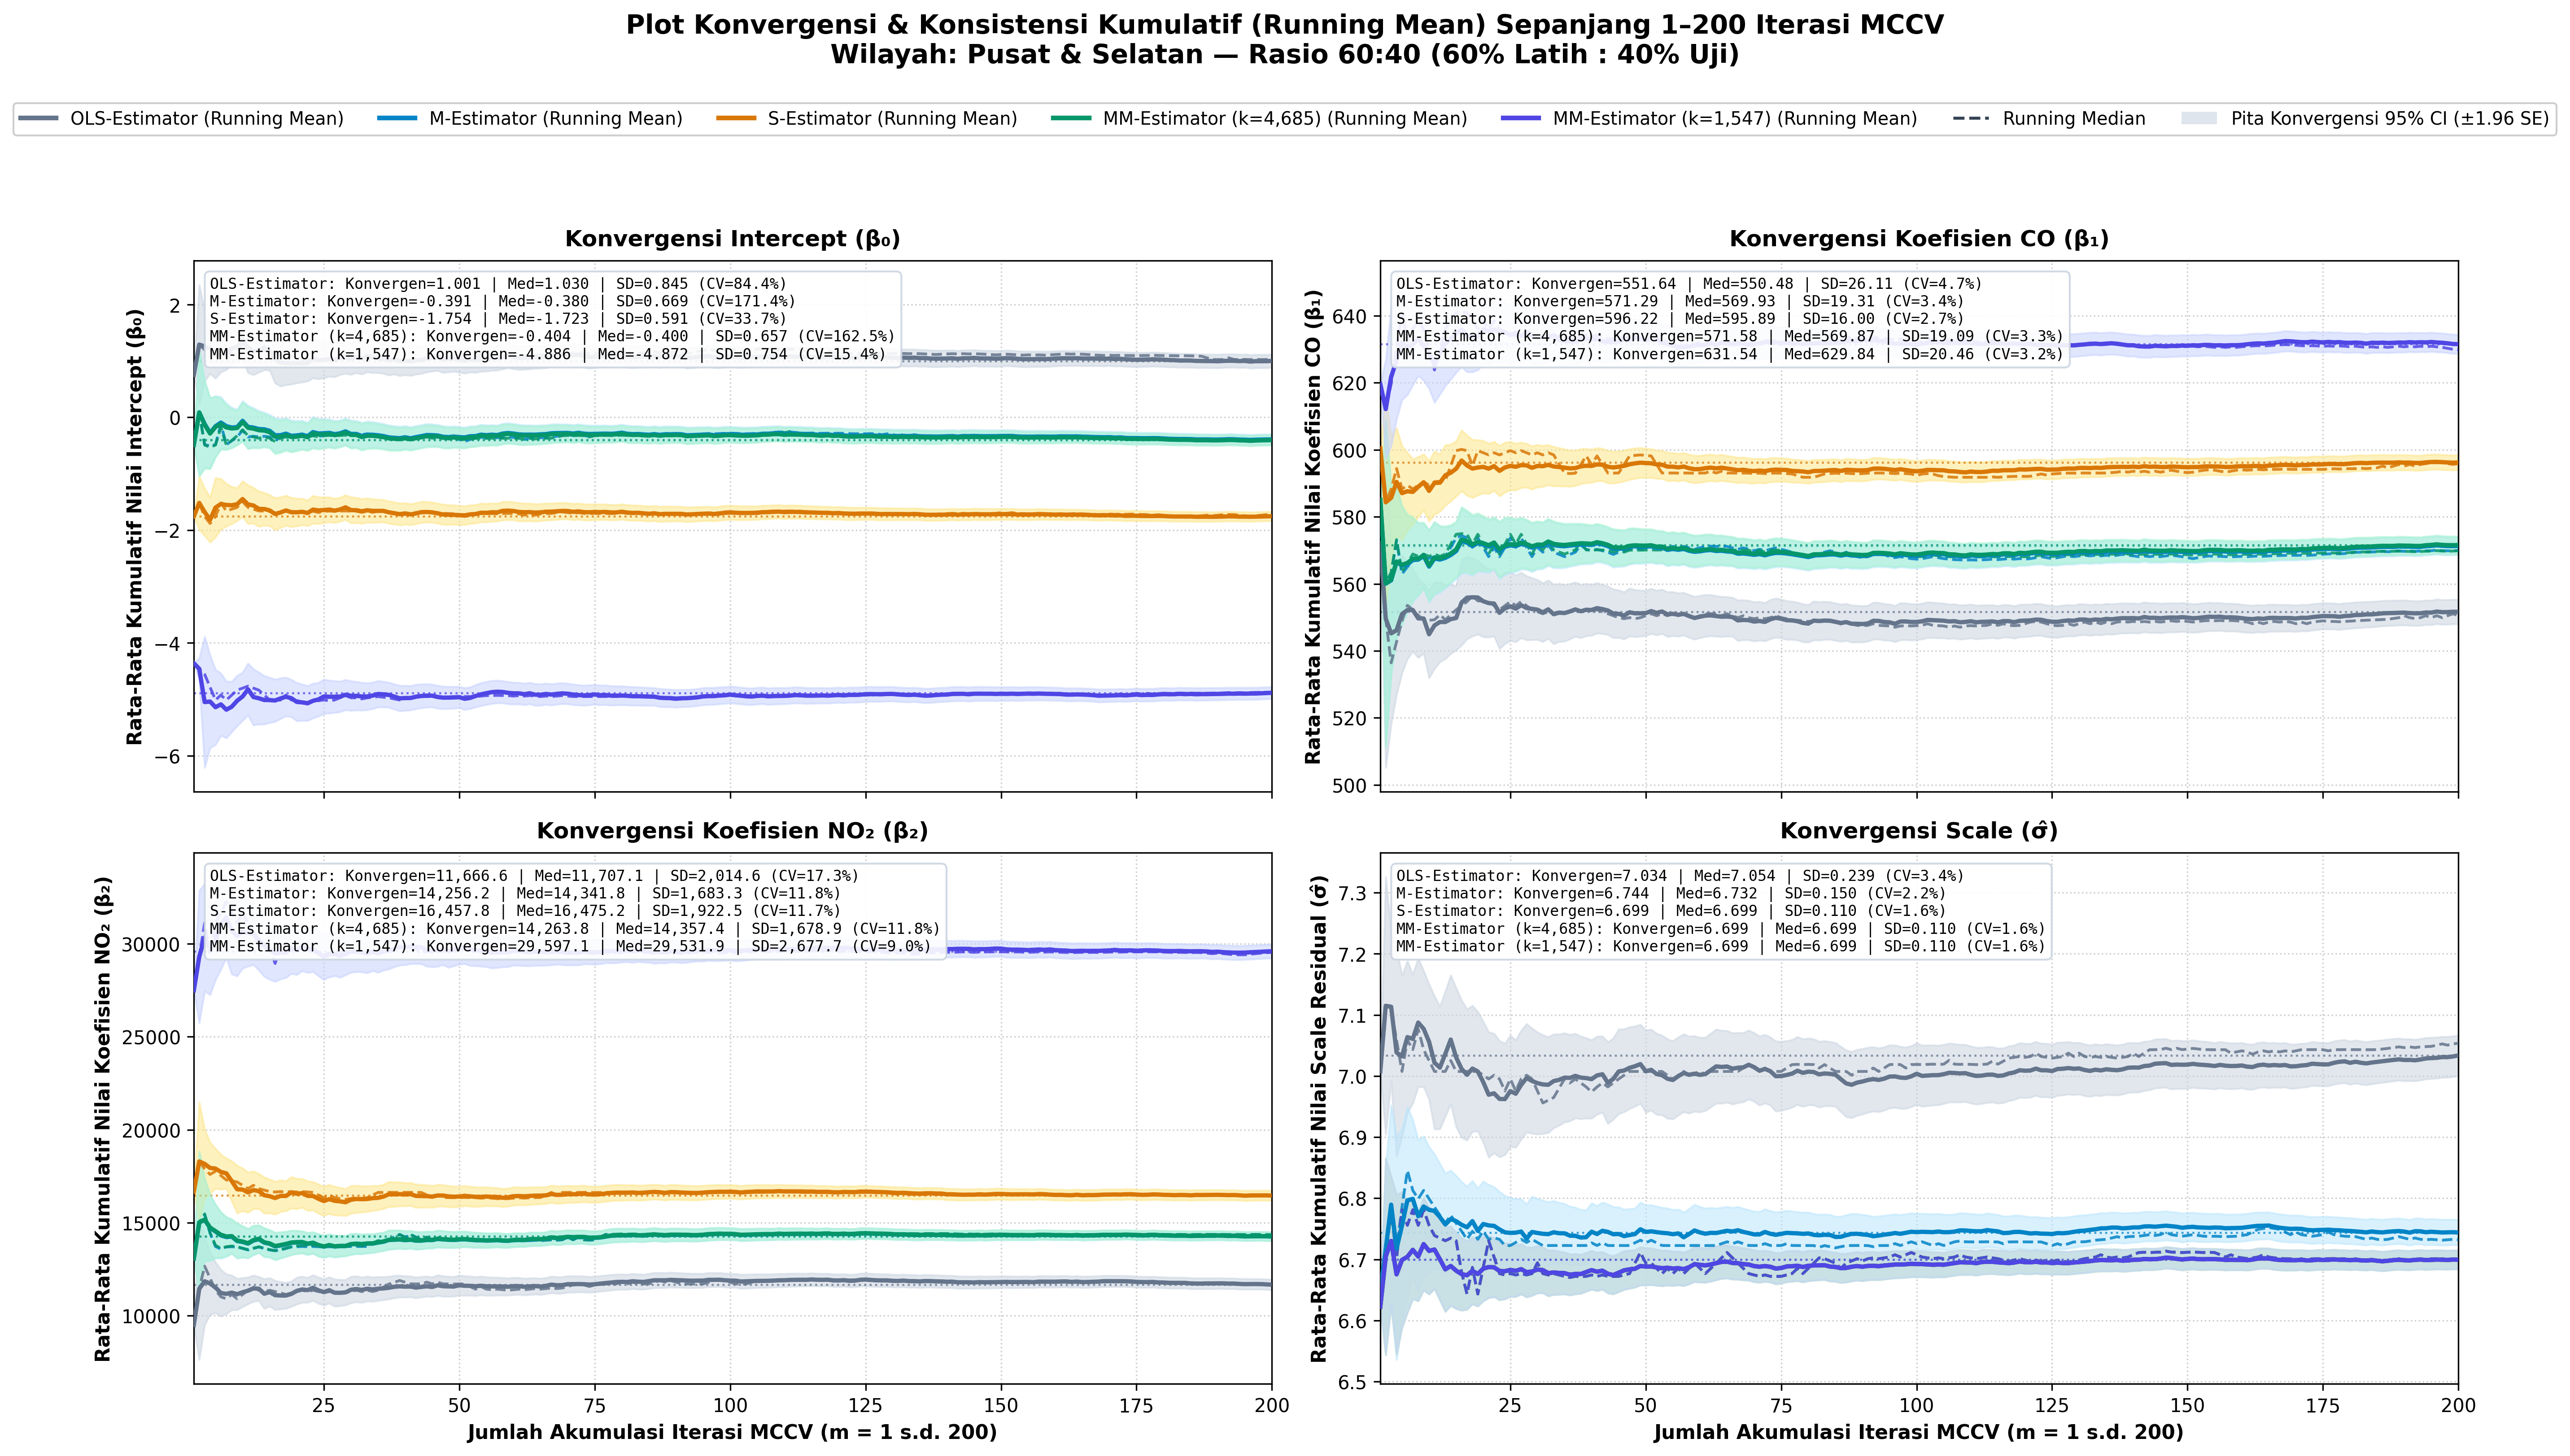 Plot Konvergensi & Konsistensi Kumulatif (Running Mean) Sepanjang 1–200 Iterasi MCCV
Wilayah: Pusat & Selatan — Rasio 60:40 (60% Latih : 40% Uji)
OLS-Estimator (Running Mean)
M-Estimator (Running Mean)
S-Estimator (Running Mean)
MM-Estimator (k=4,685) (Running Mean)
MM-Estimator (k=1,547) (Running Mean)
Running Median
Pita Konvergensi 95% CI (±1.96 SE)
Konvergensi Intercept (β₀)
OLS-Estimator: Konvergen=1.001 | Med=1.030 | SD=0.845 (CV=84.4%)
M-Estimator: Konvergen=-0.391 | Med=-0.380 | SD=0.669 (CV=171.4%)
S-Estimator: Konvergen=-1.754 | Med=-1.723 | SD=0.591 (CV=33.7%)
MM-Estimator (k=4,685): Konvergen=-0.404 | Med=-0.400 | SD=0.657 (CV=162.5%)
MM-Estimator (k=1,547): Konvergen=-4.886 | Med=-4.872 | SD=0.754 (CV=15.4%)
Rata-Rata Kumulatif Nilai Intercept (β₀)
2
0
−2
−4
−6
Konvergensi Koefisien CO (β₁)
OLS-Estimator: Konvergen=551.64 | Med=550.48 | SD=26.11 (CV=4.7%)
M-Estimator: Konvergen=571.29 | Med=569.93 | SD=19.31 (CV=3.4%)
S-Estimator: Konvergen=596.22 | Med=595.89 | SD=16.00 (CV=2.7%)
MM-Estimator (k=4,685): Konvergen=571.58 | Med=569.87 | SD=19.09 (CV=3.3%)
MM-Estimator (k=1,547): Konvergen=631.54 | Med=629.84 | SD=20.46 (CV=3.2%)
Rata-Rata Kumulatif Nilai Koefisien CO (β₁)
640
620
600
580
560
540
520
500
Konvergensi Koefisien NO₂ (β₂)
OLS-Estimator: Konvergen=11,666.6 | Med=11,707.1 | SD=2,014.6 (CV=17.3%)
M-Estimator: Konvergen=14,256.2 | Med=14,341.8 | SD=1,683.3 (CV=11.8%)
S-Estimator: Konvergen=16,457.8 | Med=16,475.2 | SD=1,922.5 (CV=11.7%)
MM-Estimator (k=4,685): Konvergen=14,263.8 | Med=14,357.4 | SD=1,678.9 (CV=11.8%)
MM-Estimator (k=1,547): Konvergen=29,597.1 | Med=29,531.9 | SD=2,677.7 (CV=9.0%)
Rata-Rata Kumulatif Nilai Koefisien NO₂ (β₂)
30000
25000
20000
15000
10000
25 50 75 100 125 150 175 200
Jumlah Akumulasi Iterasi MCCV (m = 1 s.d. 200)
Konvergensi Scale (σ̂)
OLS-Estimator: Konvergen=7.034 | Med=7.054 | SD=0.239 (CV=3.4%)
M-Estimator: Konvergen=6.744 | Med=6.732 | SD=0.150 (CV=2.2%)
S-Estimator: Konvergen=6.699 | Med=6.699 | SD=0.110 (CV=1.6%)
MM-Estimator (k=4,685): Konvergen=6.699 | Med=6.699 | SD=0.110 (CV=1.6%)
MM-Estimator (k=1,547): Konvergen=6.699 | Med=6.699 | SD=0.110 (CV=1.6%)
Rata-Rata Kumulatif Nilai Scale Residual (σ̂)
7.3
7.2
7.1
7.0
6.9
6.8
6.7
6.6
6.5
25 50 75 100 125 150 175 200
Jumlah Akumulasi Iterasi MCCV (m = 1 s.d. 200)